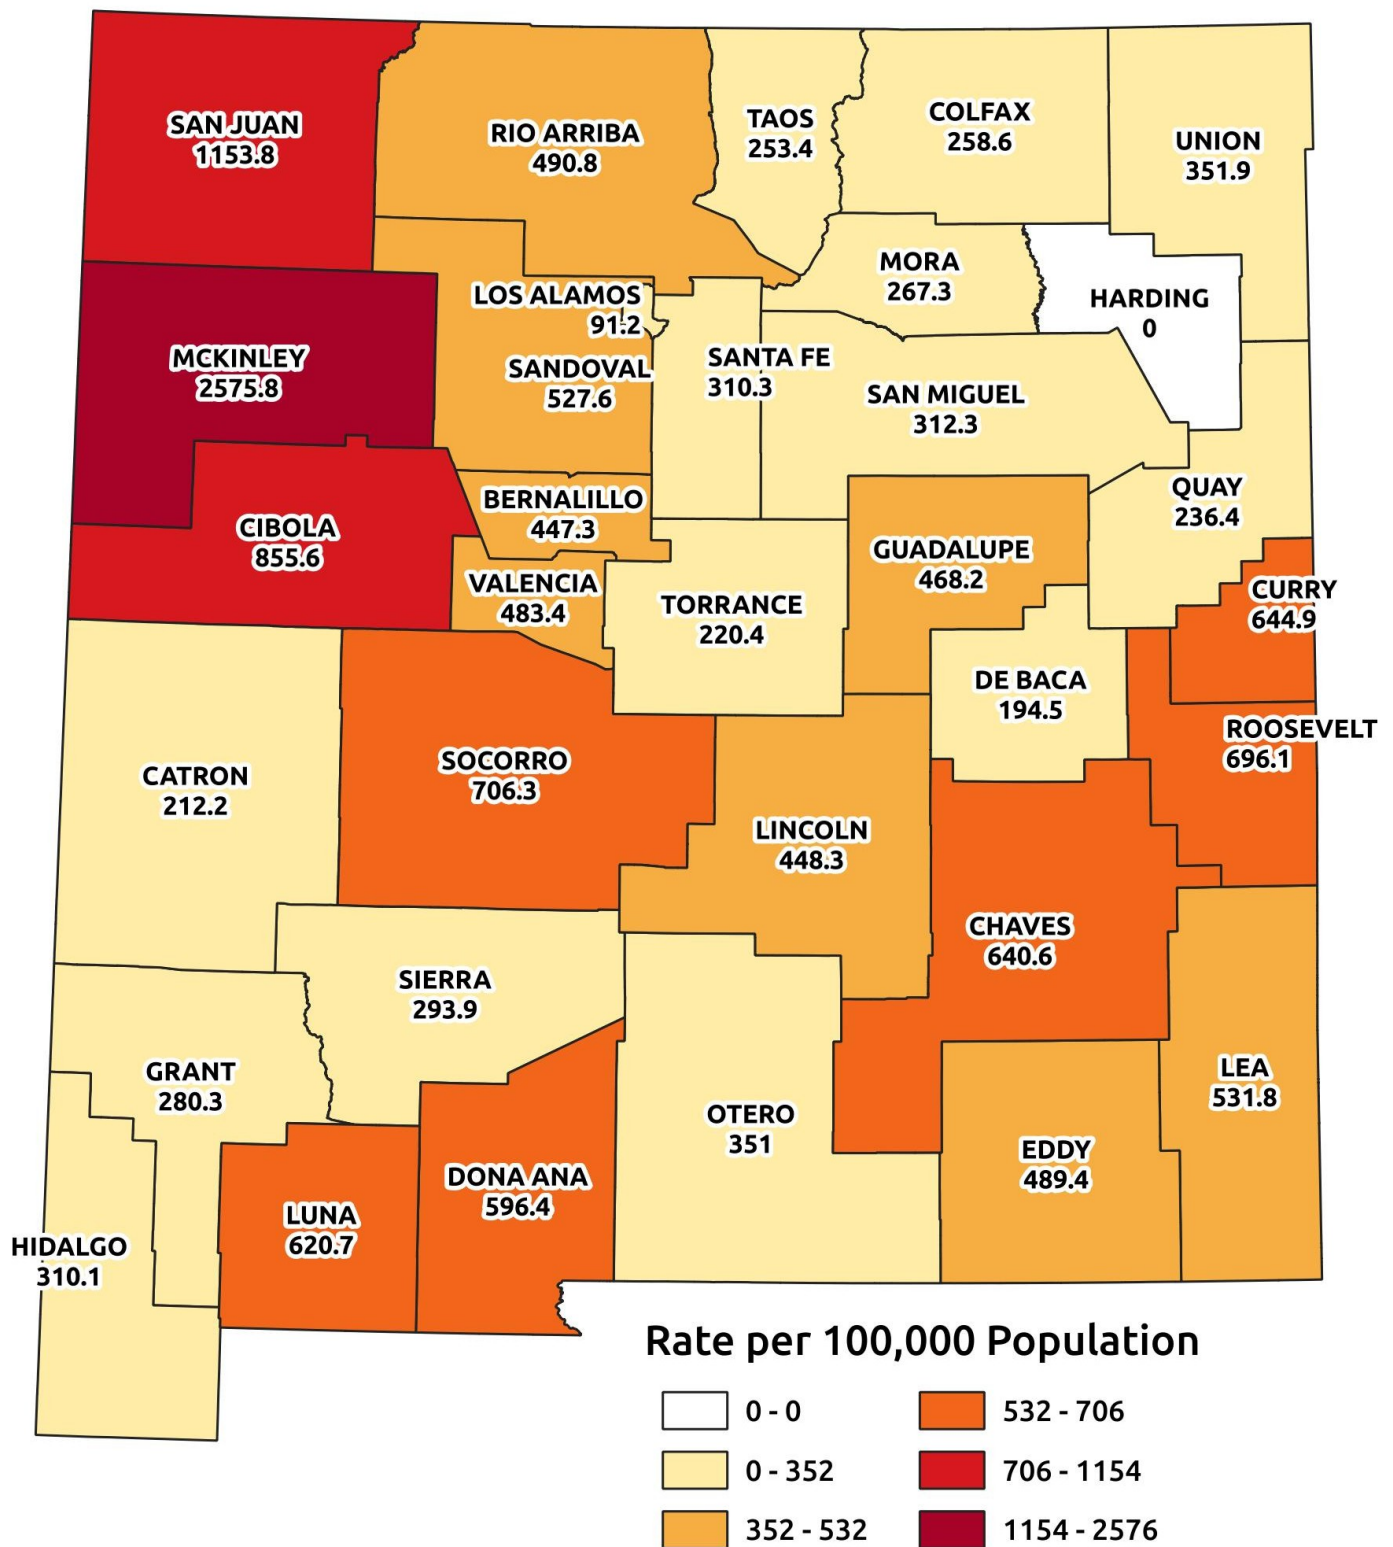 SAN JUAN
1153.8
RIO ARRIBA
490.8
TAOS
253.4
COLFAX
258.6
UNION
351.9
MORA
267.3
HARDING
0
LOS ALAMOS
91.2
MCKINLEY
2575.8
SANDOVAL
527.6
SANTA FE
310.3
SAN MIGUEL
312.3
QUAY
236.4
CIBOLA
855.6
BERNALILLO
447.3
GUADALUPE
468.2
VALENCIA
483.4
TORRANCE
220.4
CURRY
644.9
DE BACA
194.5
ROOSEVELT
696.1
CATRON
212.2
SOCORRO
706.3
LINCOLN
448.3
CHAVES
640.6
SIERRA
293.9
GRANT
280.3
LEA
531.8
OTERO
351
EDDY
489.4
DONA ANA
596.4
LUNA
620.7
HIDALGO
310.1
Rate per 100,000 Population
0 - 0
0 - 352
352 - 532
532 - 706
706 - 1154
1154 - 2576